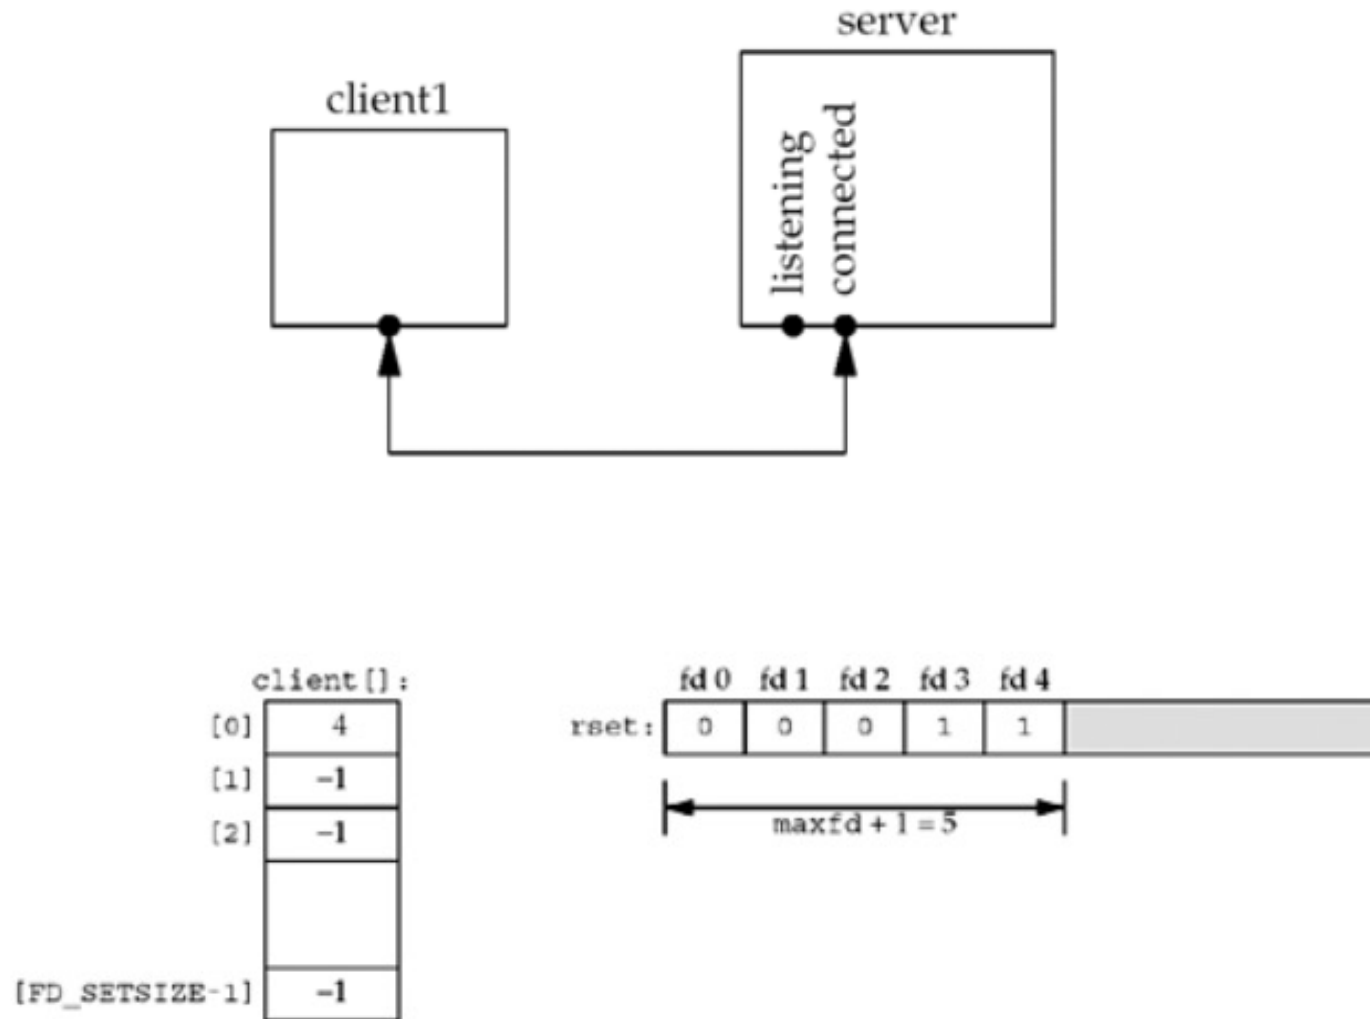 server
client1
listening
connected
client[]:
fd 0 fd 1 fd 2 fd 3 fd 4
[0] 4
rset: 0 0 0 1 1
[1] −1
[2] −1
maxfd + 1 = 5
[FD_SETSIZE-1] −1